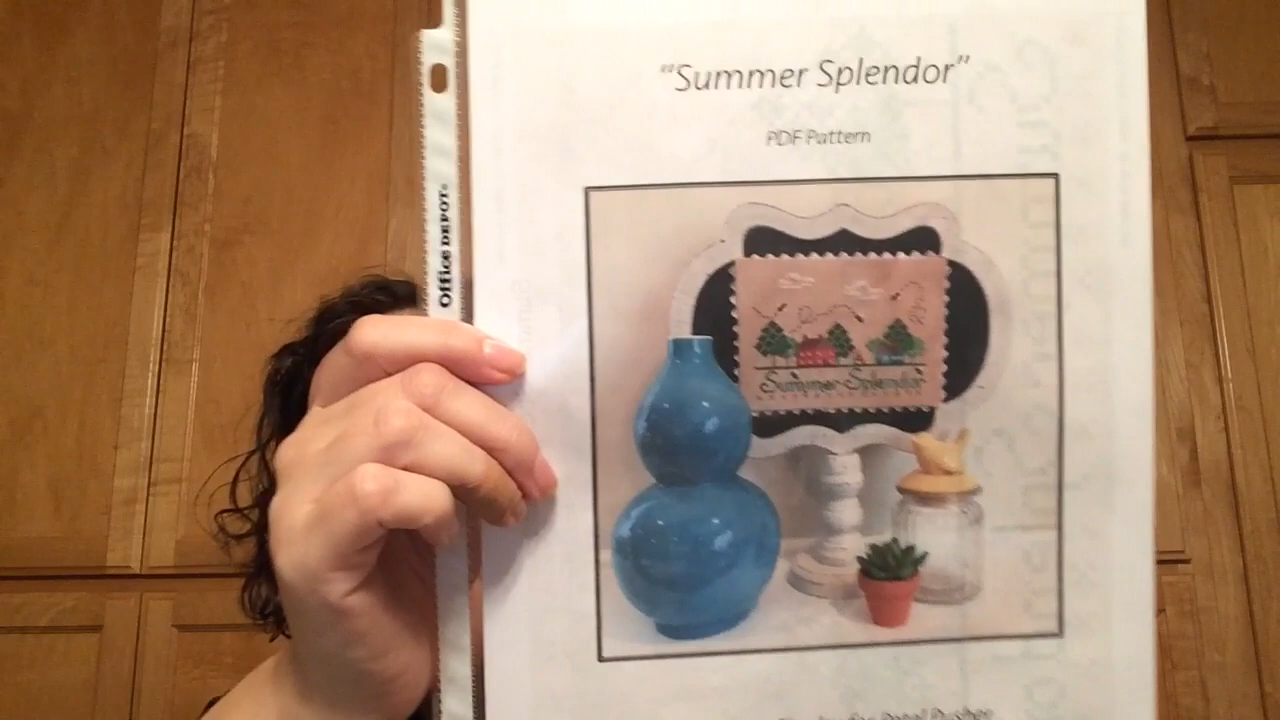 "Summer Splendor"
PDF Pattern
Office DEPOT®
Summer Splendor